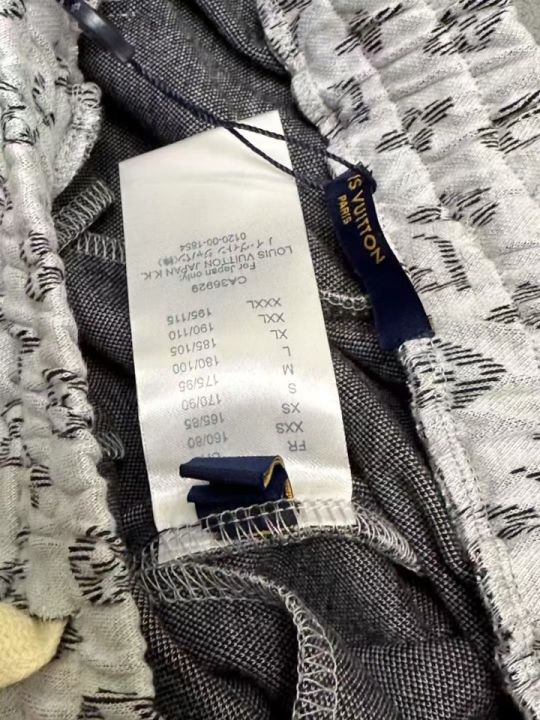 FR CN
XXS 160/80
XS 165/85
S 170/90
M 175/95
L 180/100
XL 185/105
XXL 190/110
XXXL 195/115
CA36929
For Japan only:
LOUIS VUITTON JAPAN K.K.
ルイ・ヴィトン ジャパン(株)
0120-00-1854
IS VUITTON
PARIS